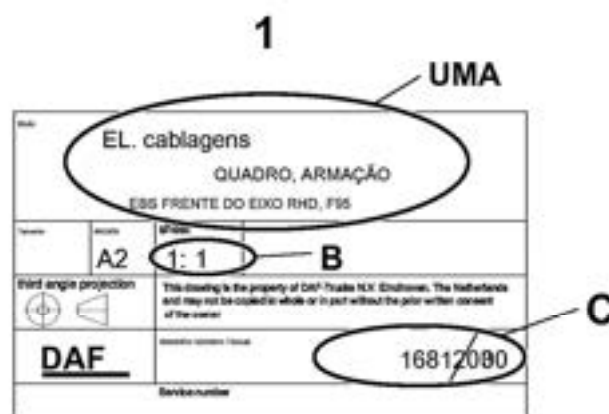 1
UMA
EL. cablagens
QUADRO, ARMAÇÃO
EBS FRENTE DO EIXO RHD, F95
A2
1: 1
B
third angle projection
This drawing is the property of DAF-Trucks N.V. Eindhoven. The Netherlands
and may not be copied in whole or in part without the prior written consent
of the owner
C
DAF
Service number